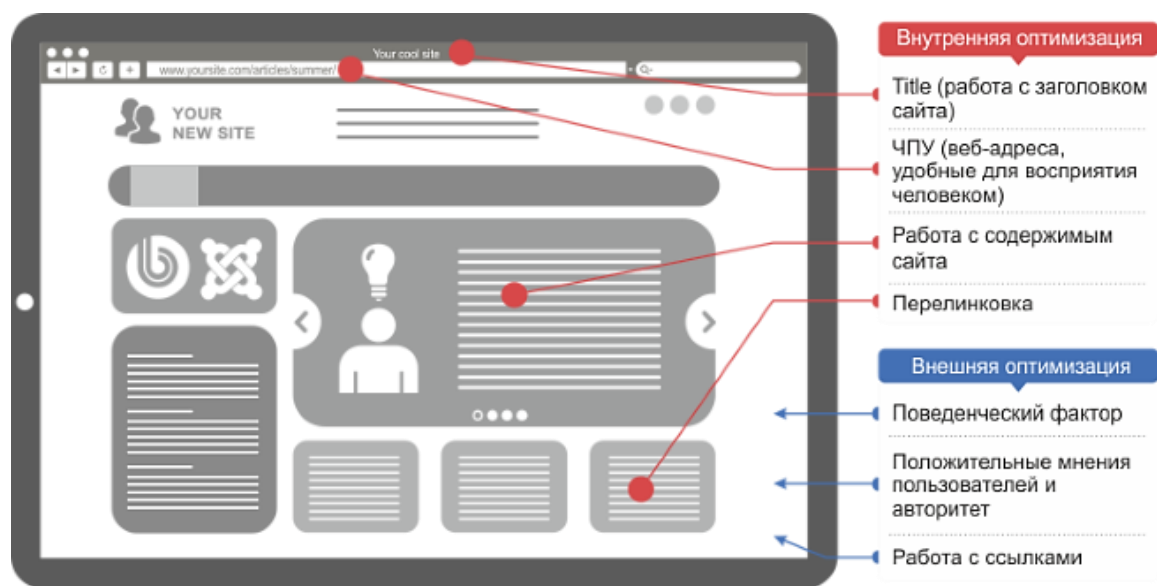 Your cool site
www.yoursite.com/articles/summer/
YOUR
NEW SITE
Внутренняя оптимизация
Title (работа с заголовком
сайта)
ЧПУ (веб-адреса,
удобные для восприятия
человеком)
Работа с содержимым
сайта
Перелинковка
Внешняя оптимизация
Поведенческий фактор
Положительные мнения
пользователей и
авторитет
Работа с ссылками